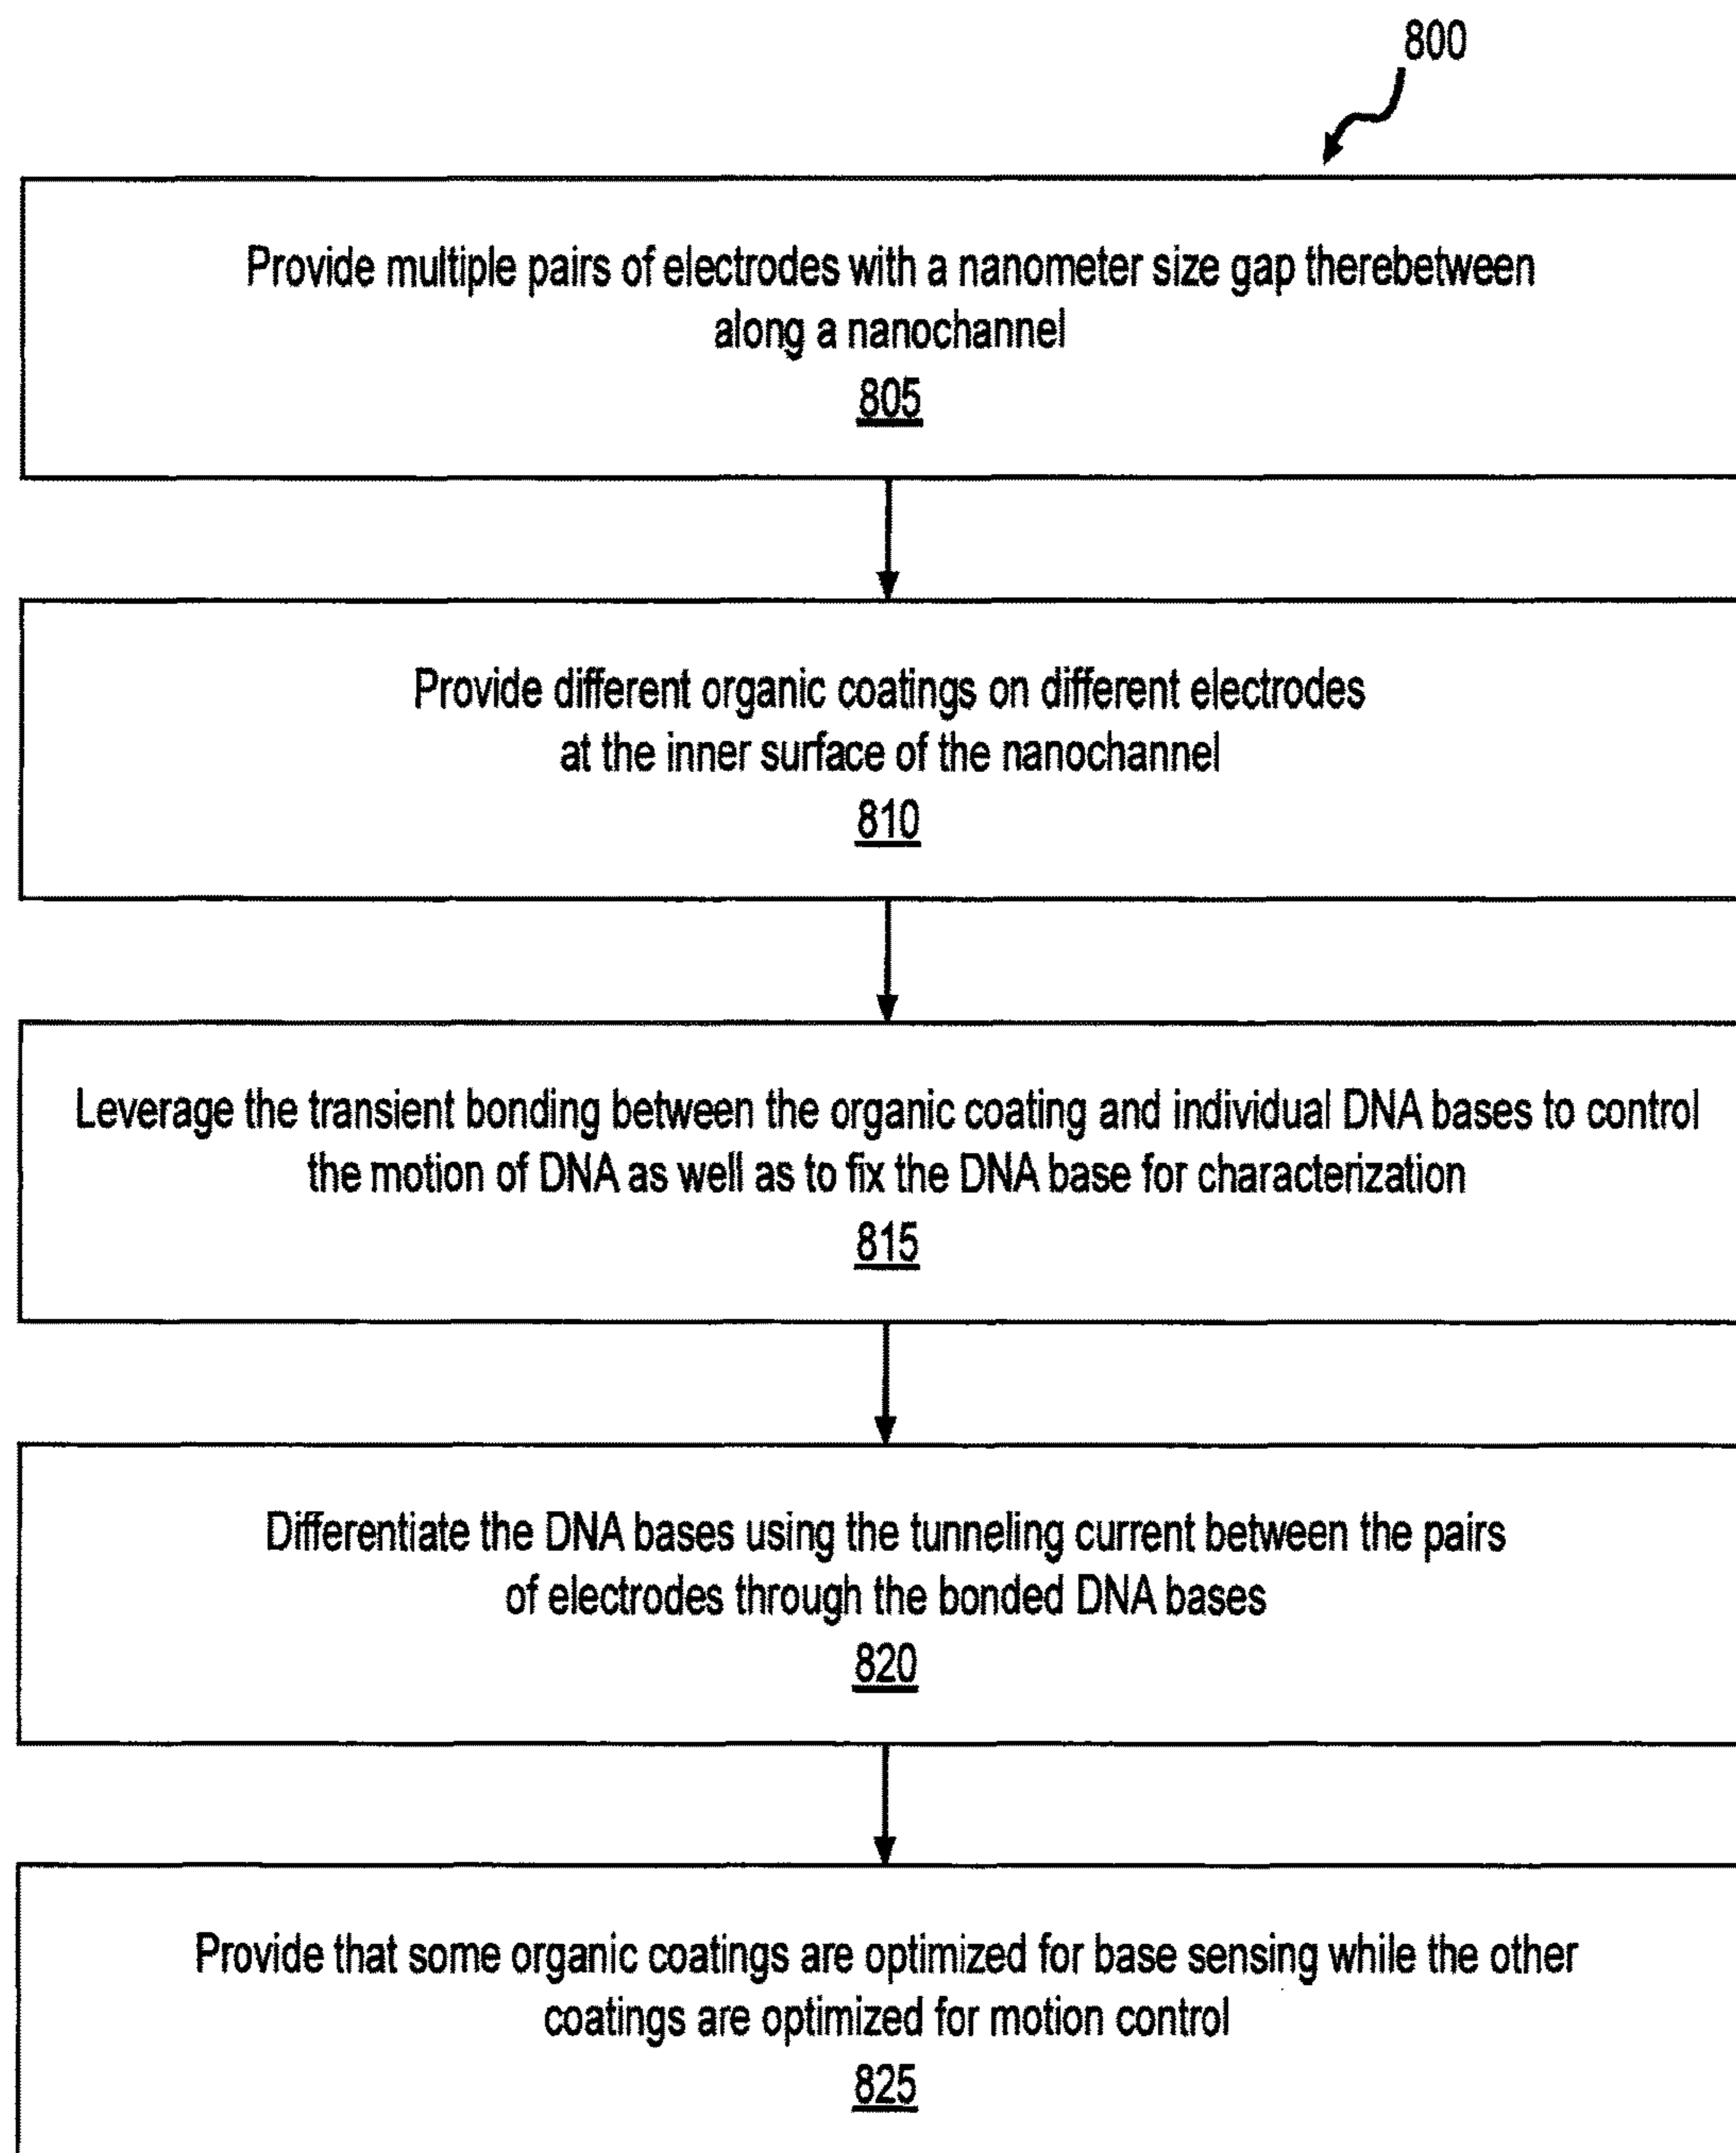 800
Provide multiple pairs of electrodes with a nanometer size gap therebetween
along a nanochannel
805
Provide different organic coatings on different electrodes
at the inner surface of the nanochannel
810
Leverage the transient bonding between the organic coating and individual DNA bases to control
the motion of DNA as well as to fix the DNA base for characterization
815
Differentiate the DNA bases using the tunneling current between the pairs
of electrodes through the bonded DNA bases
820
Provide that some organic coatings are optimized for base sensing while the other
coatings are optimized for motion control
825